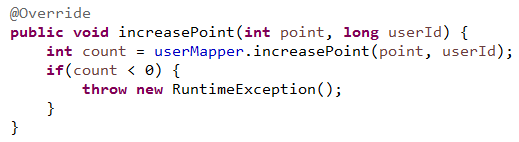 @Override
public void increasePoint(int point, long userId) {
    int count = userMapper.increasePoint(point, userId);
    if(count < 0) {
        throw new RuntimeException();
    }
}